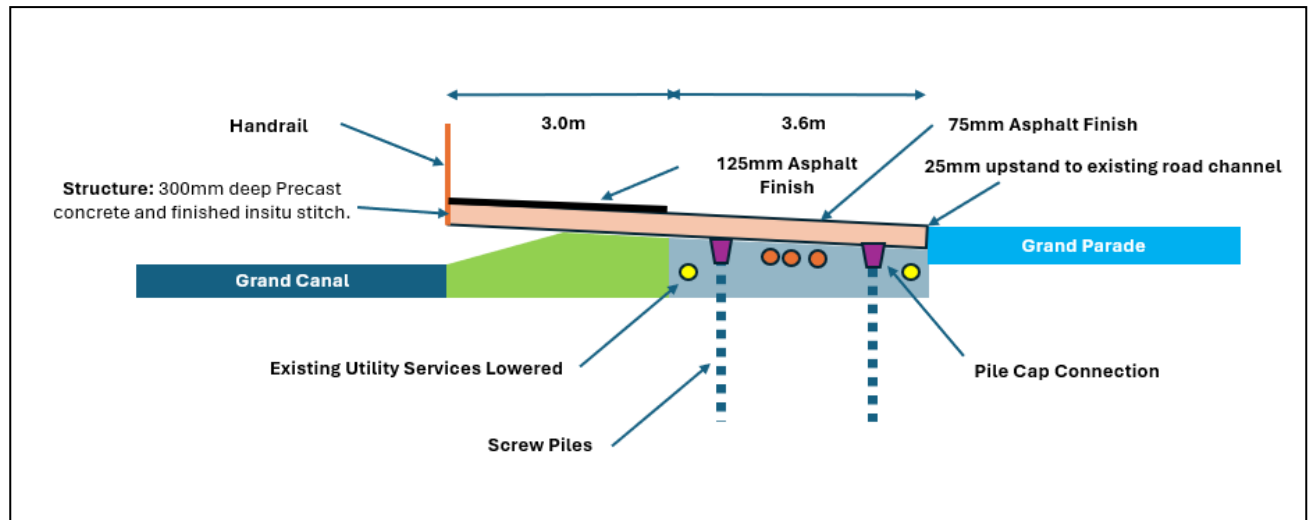 Handrail
3.0m
3.6m
75mm Asphalt Finish
125mm Asphalt
Finish
25mm upstand to existing road channel
Structure: 300mm deep Precast
concrete and finished insitu stitch.
Grand Parade
Grand Canal
Existing Utility Services Lowered
Pile Cap Connection
Screw Piles